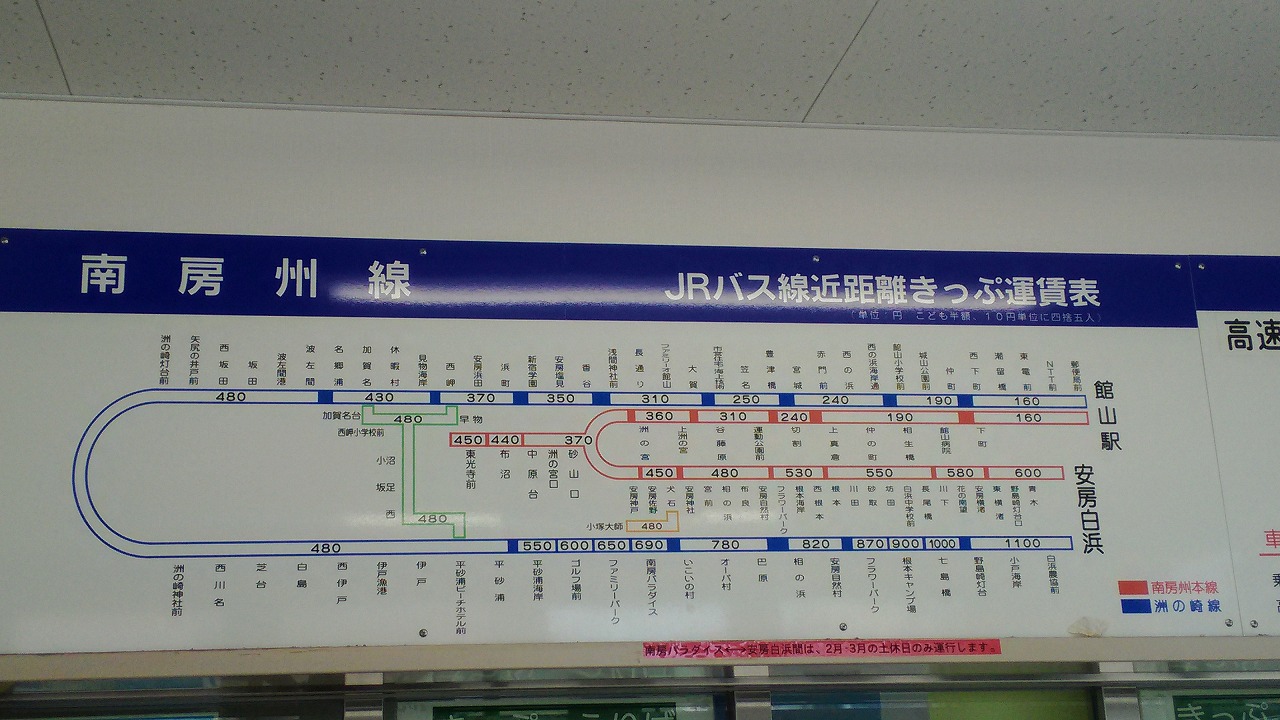 南房州線
JRバス線近距離きっぷ運賃表
（単位：円 こども半額、10円単位に四捨五入）
高速
洲の崎灯台前 矢尻の井戸前 西坂田 坂田 波左間港 波左間 名郷浦 加賀名 休暇村 見物海岸 西岬 安房浜田 浜町 新宿学園 安房塩見 香谷 浅間神社前 長通り ファミリーオ館山 大賀 市営住宅海上技術 笠名 豊津橋 宮城 赤門前 西の浜 西の浜海岸通 館山小学校前 城山公園前 仲町 西下町 潮留橋 東電前 NTT前 郵便局前
館山駅
480 430 370 350 310 250 240 190 160
加賀名台 480 早物
360 310 240 190 160
西岬小学校前
450 440 370
洲の宮 上洲の宮 谷藤原 運動公園前 切割 上真倉 仲の町 相生橋 館山病院 下町
小沼
坂足
西
東光寺前 布沼 中原台 洲の宮口 砂山口
450 480 530 550 580 600
安房白浜
安房神戸 安房佐野 犬石 安房神社 宮前 相の浜 布良 安房自然村 フラワーパーク 根本海岸 西根本 根本 川田 砂取 坊田 白浜中学校前 長尾橋 川下 花の南望 安房横渚 東横渚 野島崎灯台口 青木
480
小塚大師 480
480 550 600 650 690 780 820 870 900 1000 1100
洲の崎神社前 西川名 芝台 白島 西伊戸 伊戸漁港 伊戸 平砂浦ビーチホテル前 平砂浦 平砂浦海岸 ゴルフ場前 ファミリーパーク 南房パラダイス いこいの村 オーパ村 巴原 相の浜 安房自然村 フラワーパーク 根本キャンプ場 七島橋 野島崎灯台 小戸海岸 白浜農協前
南房州本線
洲の崎線
南房パラダイス⇔安房白浜間は、2月・3月の土休日のみ運行します。